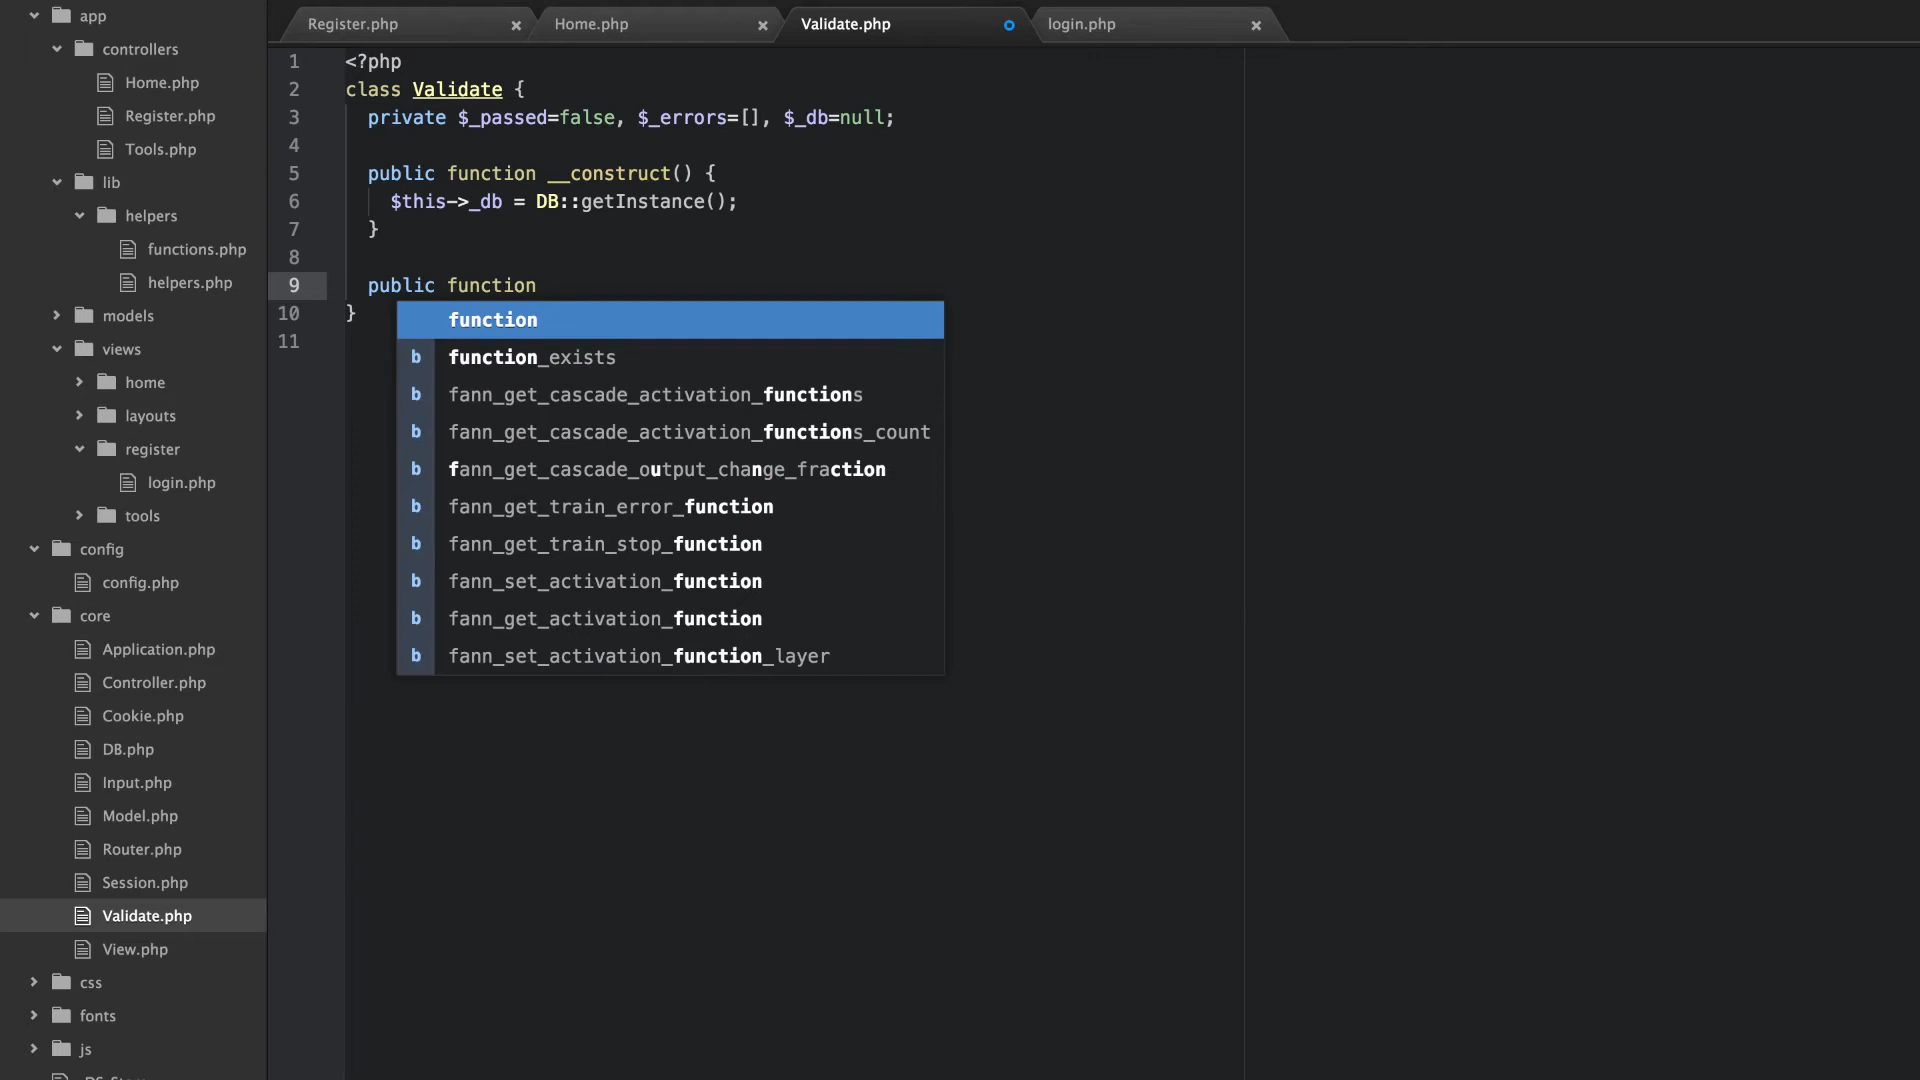 app
controllers
Home.php
Register.php
Tools.php
lib
helpers
functions.php
helpers.php
models
views
home
layouts
register
login.php
tools
config
config.php
core
Application.php
Controller.php
Cookie.php
DB.php
Input.php
Model.php
Router.php
Session.php
Validate.php
View.php
css
fonts
js
Register.php × Home.php × Validate.php login.php ×
1 <?php
2 class Validate {
3 private $_passed=false, $_errors=[], $_db=null;
4
5 public function __construct() {
6 $this->_db = DB::getInstance();
7 }
8
9 public function
10 }
11
function
b function_exists
b fann_get_cascade_activation_functions
b fann_get_cascade_activation_functions_count
b fann_get_cascade_output_change_fraction
b fann_get_train_error_function
b fann_get_train_stop_function
b fann_set_activation_function
b fann_get_activation_function
b fann_set_activation_function_layer